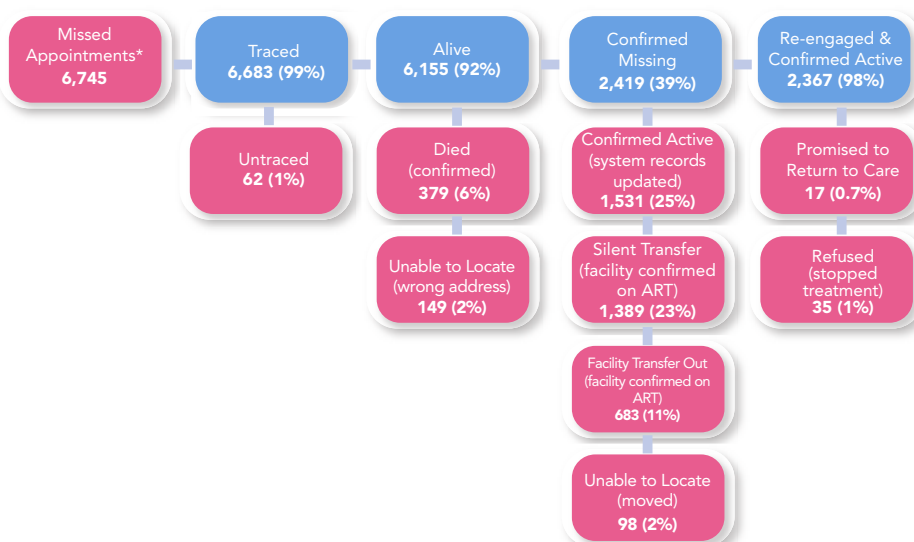 Missed
Appointments*
6,745
Traced
6,683 (99%)
Alive
6,155 (92%)
Confirmed
Missing
2,419 (39%)
Re-engaged &
Confirmed Active
2,367 (98%)
Untraced
62 (1%)
Died
(confirmed)
379 (6%)
Confirmed Active
(system records
updated)
1,531 (25%)
Promised to
Return to Care
17 (0.7%)
Unable to Locate
(wrong address)
149 (2%)
Silent Transfer
(facility confirmed
on ART)
1,389 (23%)
Refused
(stopped
treatment)
35 (1%)
Facility Transfer Out
(facility confirmed on
ART)
683 (11%)
Unable to Locate
(moved)
98 (2%)